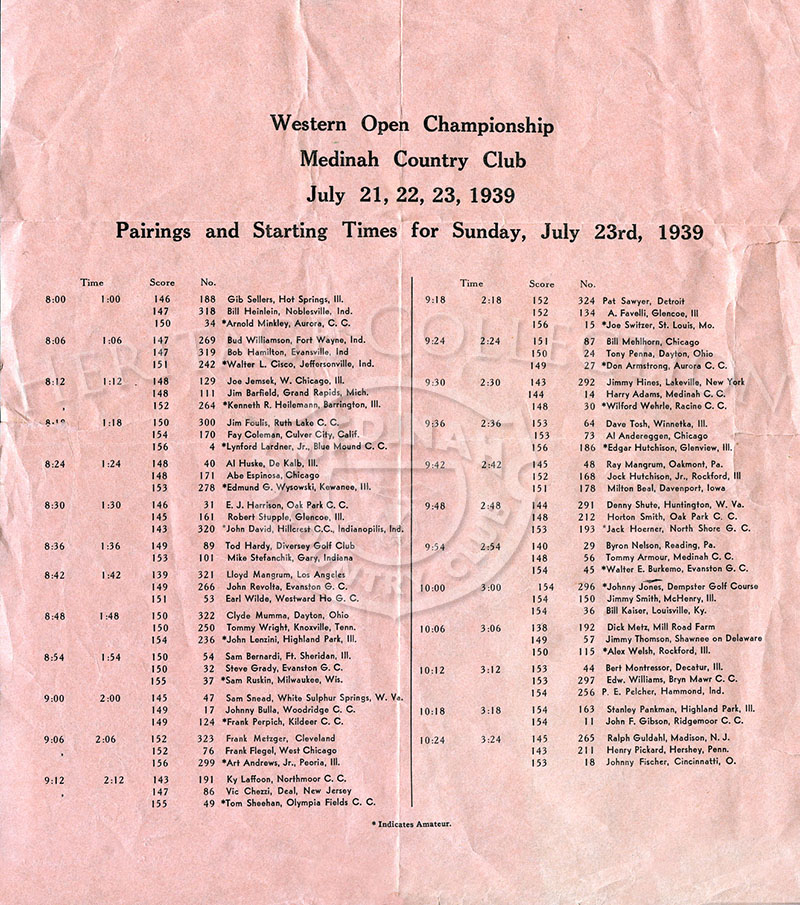 Western Open Championship
Medinah Country Club
July 21, 22, 23, 1939
Pairings and Starting Times for Sunday, July 23rd, 1939
Time Score No.
8:00 1:00 146 188 Gib Sellers, Hot Springs, Ill.
147 318 Bill Heinlein, Noblesville, Ind.
150 34 *Arnold Minkley, Aurora, C. C.
8:06 1:06 147 269 Bud Williamson, Fort Wayne, Ind.
147 319 Bob Hamilton, Evansville, Ind
151 242 *Walter L. Cisco, Jeffersonville, Ind.
8:12 1:12 148 129 Joe Jemsek, W. Chicago, Ill.
148 111 Jim Barfield, Grand Rapids, Mich.
152 264 *Kenneth R. Heilemann, Barrington, Ill.
1:18 150 300 Jim Foulis, Ruth Lake C. C.
154 170 Fay Coleman, Culver City, Calif.
156 4 *Lynford Lardner, Jr., Blue Mound C. C.
8:24 1:24 148 40 Al Huske, De Kalb, Ill.
148 171 Abe Espinosa, Chicago
153 278 *Edmund G. Wysowski, Kewanee, Ill.
8:30 1:30 146 31 E. J. Harrison, Oak Park C. C.
145 161 Robert Stupple, Glencoe, Ill.
143 320 *John David, Hillcrest C.C., Indianopilis, Ind.
8:36 1:36 149 89 Tod Hardy, Diversey Golf Club
153 101 Mike Stefanchik, Gary, Indiana
8:42 1:42 139 321 Lloyd Mangrum, Los Angeles
149 266 John Revolta, Evanston G. C.
151 53 Earl Wilde, Westward Ho G. C.
8:48 1:48 150 322 Clyde Mumma, Dayton, Ohio
150 250 Tommy Wright, Knoxville, Tenn.
154 236 *John Lenzini, Highland Park, Ill.
8:54 1:54 150 54 Sam Bernardi, Ft. Sheridan, Ill.
150 32 Steve Grady, Evanston G. C.
155 37 *Sam Ruskin, Milwaukee, Wis.
9:00 2:00 145 47 Sam Snead, White Sulphur Springs, W. Va.
149 17 Johnny Bulla, Woodridge C. C.
149 124 *Frank Perpich, Kildeer C. C.
9:06 2:06 152 323 Frank Metzger, Cleveland
152 76 Frank Flegel, West Chicago
156 299 *Art Andrews, Jr., Peoria, Ill.
9:12 2:12 143 191 Ky Laffoon, Northmoor C. C.
147 86 Vic Ghezzi, Deal, New Jersey
155 49 *Tom Sheehan, Olympia Fields C. C.
Time Score No.
9:18 2:18 152 324 Pat Sawyer, Detroit
152 134 A. Favelli, Glencoe, Ill
156 15 *Joe Switzer, St. Louis, Mo.
9:24 2:24 151 87 Bill Mehlhorn, Chicago
150 24 Tony Penna, Dayton, Ohio
149 27 *Don Armstrong, Aurora C. C.
9:30 2:30 143 292 Jimmy Hines, Lakeville, New York
144 14 Harry Adams, Medinah C. C.
148 30 *Wilford Wehrle, Racine C. C.
9:36 2:36 153 64 Dave Tosh, Winnetka, Ill.
153 73 Al Andereggen, Chicago
156 186 *Edgar Hutchison, Glenview, Ill.
9:42 2:42 145 48 Ray Mangrum, Oakmont, Pa.
152 168 Jock Hutchison, Jr., Rockford, Ill
151 178 Milton Beal, Davenport, Iowa
9:48 2:48 144 291 Denny Shute, Huntington, W. Va.
148 212 Horton Smith, Oak Park C. C.
153 193 *Jack Hoerner, North Shore G. C.
9:54 2:54 140 29 Byron Nelson, Reading, Pa.
148 56 Tommy Armour, Medinah C. C.
154 45 *Walter E. Burkemo, Evanston G. C.
10:00 3:00 154 296 *Johnny Jones, Dempster Golf Course
154 150 Jimmy Smith, McHenry, Ill.
154 36 Bill Kaiser, Louisville, Ky.
10:06 3:06 138 192 Dick Metz, Mill Road Farm
149 57 Jimmy Thomson, Shawnee on Delaware
150 115 *Alex Welsh, Rockford, Ill.
10:12 3:12 153 44 Bert Montressor, Decatur, Ill.
153 297 Edw. Williams, Bryn Mawr C. C.
154 256 P. E. Pelcher, Hammond, Ind.
10:18 3:18 154 163 Stanley Pankman, Highland Park, Ill.
154 11 John F. Gibson, Ridgemoor C. C.
10:24 3:24 145 265 Ralph Guldahl, Madison, N. J.
143 211 Henry Pickard, Hershey, Penn.
153 18 Johnny Fischer, Cincinnatti, O.
* Indicates Amateur.